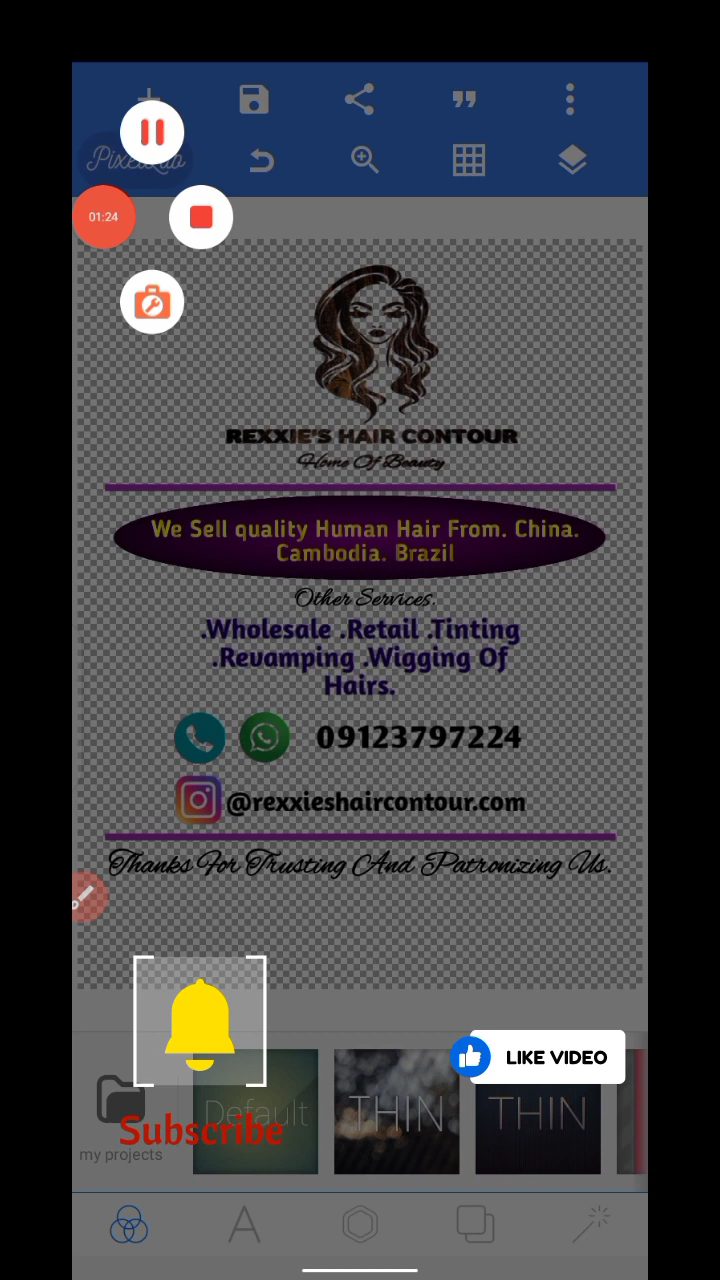 PixelLab
01:24
REXXIE'S HAIR CONTOUR
Home Of Beauty
We Sell quality Human Hair From. China.
Cambodia. Brazil
Other Services.
.Wholesale .Retail .Tinting
.Revamping .Wigging Of
Hairs.
09123797224
@rexxieshaircontour.com
Thanks For Trusting And Patronizing Us.
LIKE VIDEO
Default
THIN
THIN
Subscribe
my projects